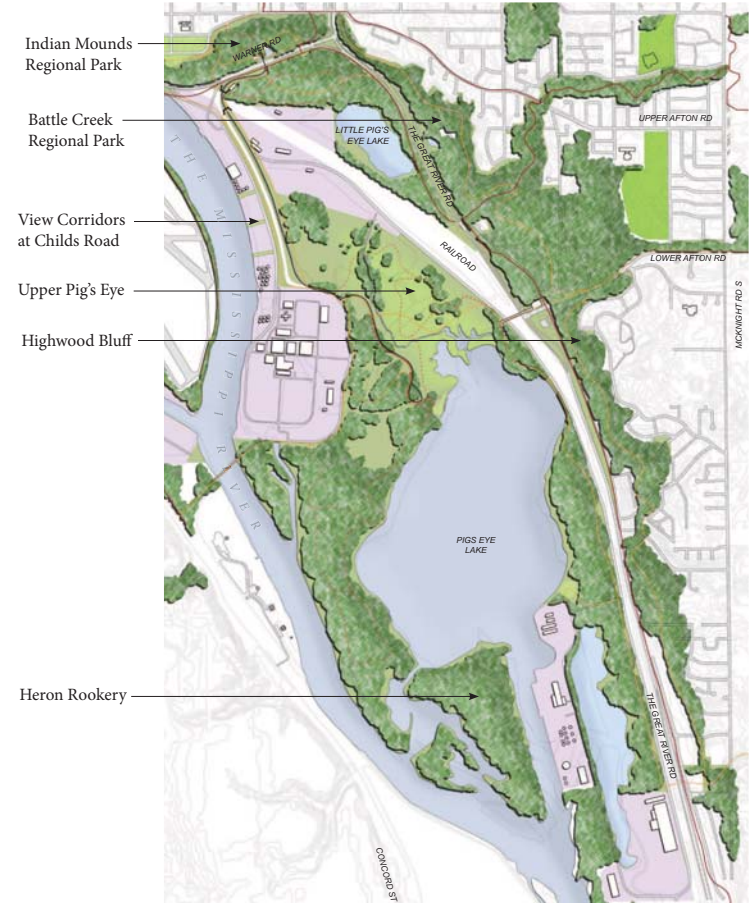 Indian Mounds
Regional Park
Battle Creek
Regional Park
View Corridors
at Childs Road
Upper Pig's Eye
Highwood Bluff
Heron Rookery
WARNER RD
THE MISSISSIPPI RIVER
LITTLE PIG'S
EYE LAKE
THE GREAT RIVER RD
UPPER AFTON RD
RAILROAD
LOWER AFTON RD
MCKNIGHT RD S
PIGS EYE
LAKE
THE GREAT RIVER RD
CONCORD ST